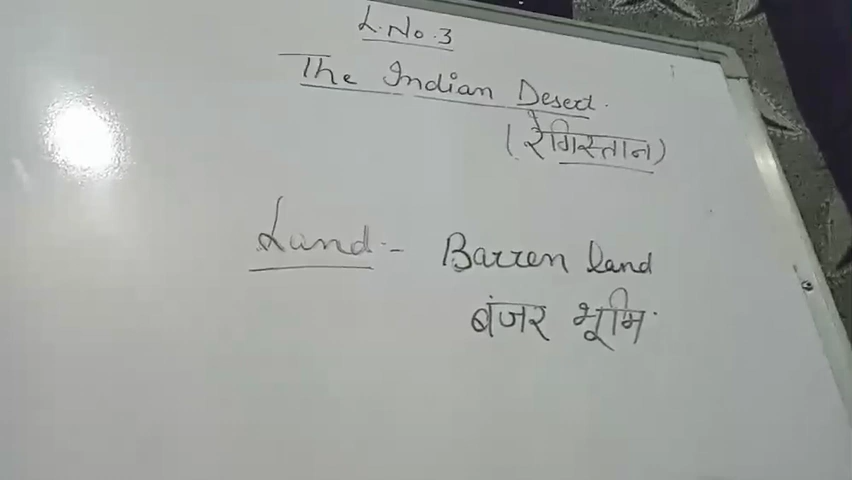 L.No.3
The Indian Desert.
(रेगिस्तान)
Land:- Barren land
बंजर भूमि.